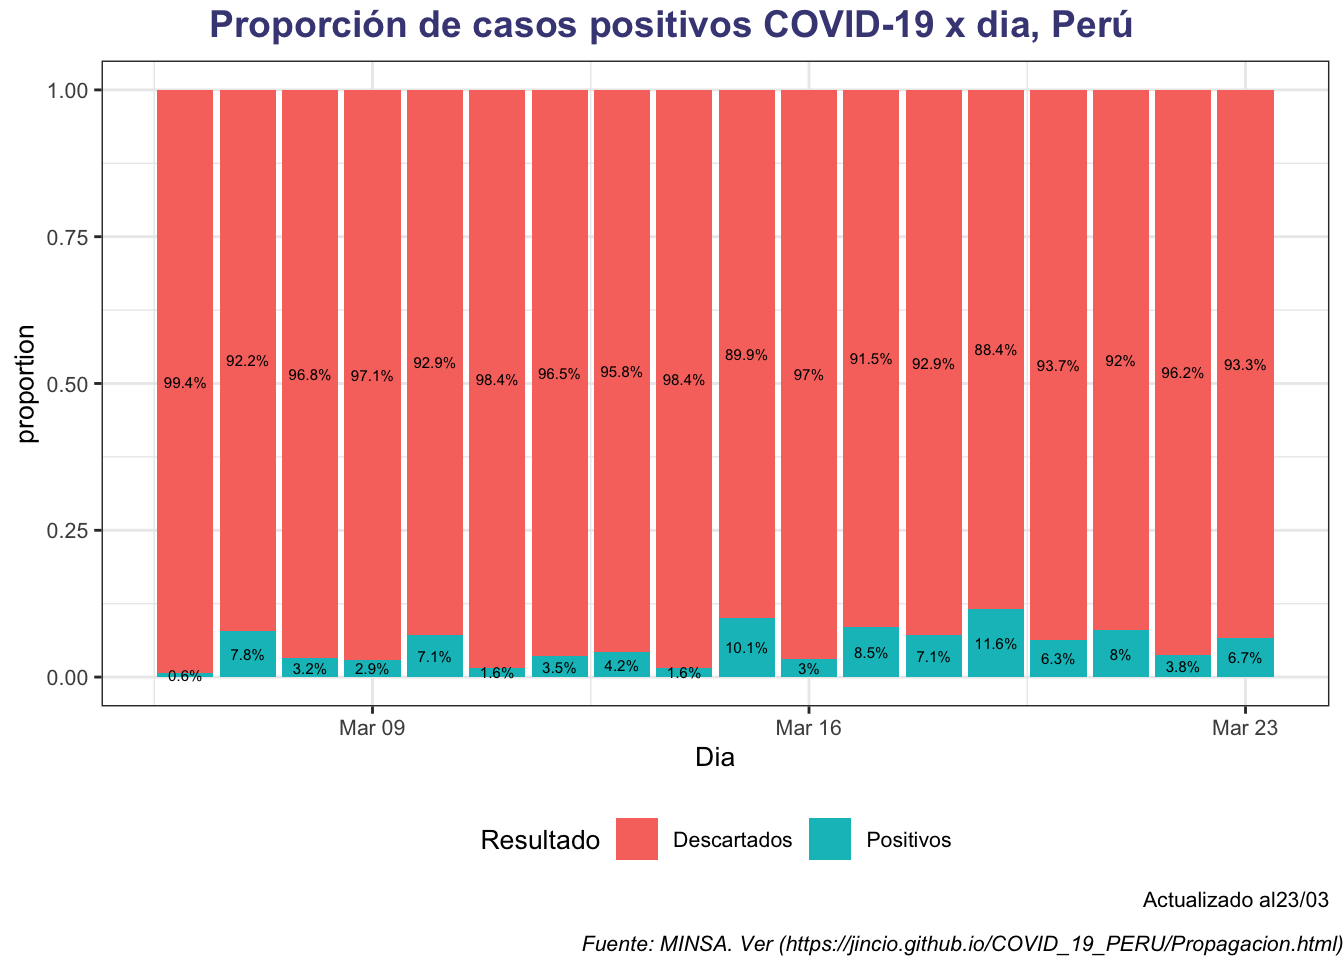 Proporción de casos positivos COVID-19 x dia, Perú
1.00
0.75
0.50
0.25
0.00
proportion
99.4% 92.2% 96.8% 97.1% 92.9% 98.4% 96.5% 95.8% 98.4% 89.9% 97% 91.5% 92.9% 88.4% 93.7% 92% 96.2% 93.3%
0.6% 7.8% 3.2% 2.9% 7.1% 1.6% 3.5% 4.2% 1.6% 10.1% 3% 8.5% 7.1% 11.6% 6.3% 8% 3.8% 6.7%
Mar 09 Mar 16 Mar 23
Dia
Resultado Descartados Positivos
Actualizado al23/03
Fuente: MINSA. Ver (https://jincio.github.io/COVID_19_PERU/Propagacion.html)